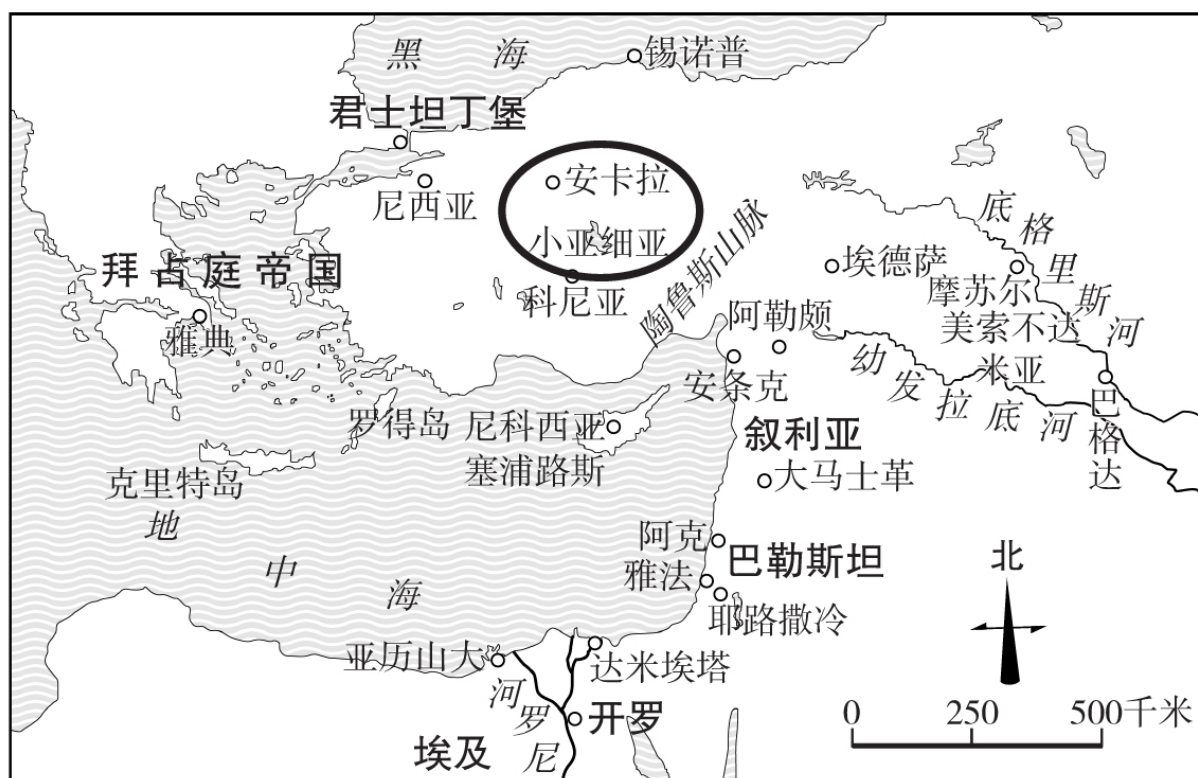 黑海
锡诺普
君士坦丁堡
安卡拉
尼西亚
小亚细亚
底格里斯河
拜占庭帝国
科尼亚
陶鲁斯山脉
埃德萨
摩苏尔
雅典
阿勒颇
美索不达
米亚
安条克
幼发拉底河
巴格达
罗得岛
尼科西亚
塞浦路斯
叙利亚
克里特岛
大马士革
地中海
阿克
巴勒斯坦
雅法
耶路撒冷
北
亚历山大
达米埃塔
河罗尼
开罗
埃及
0 250 500千米